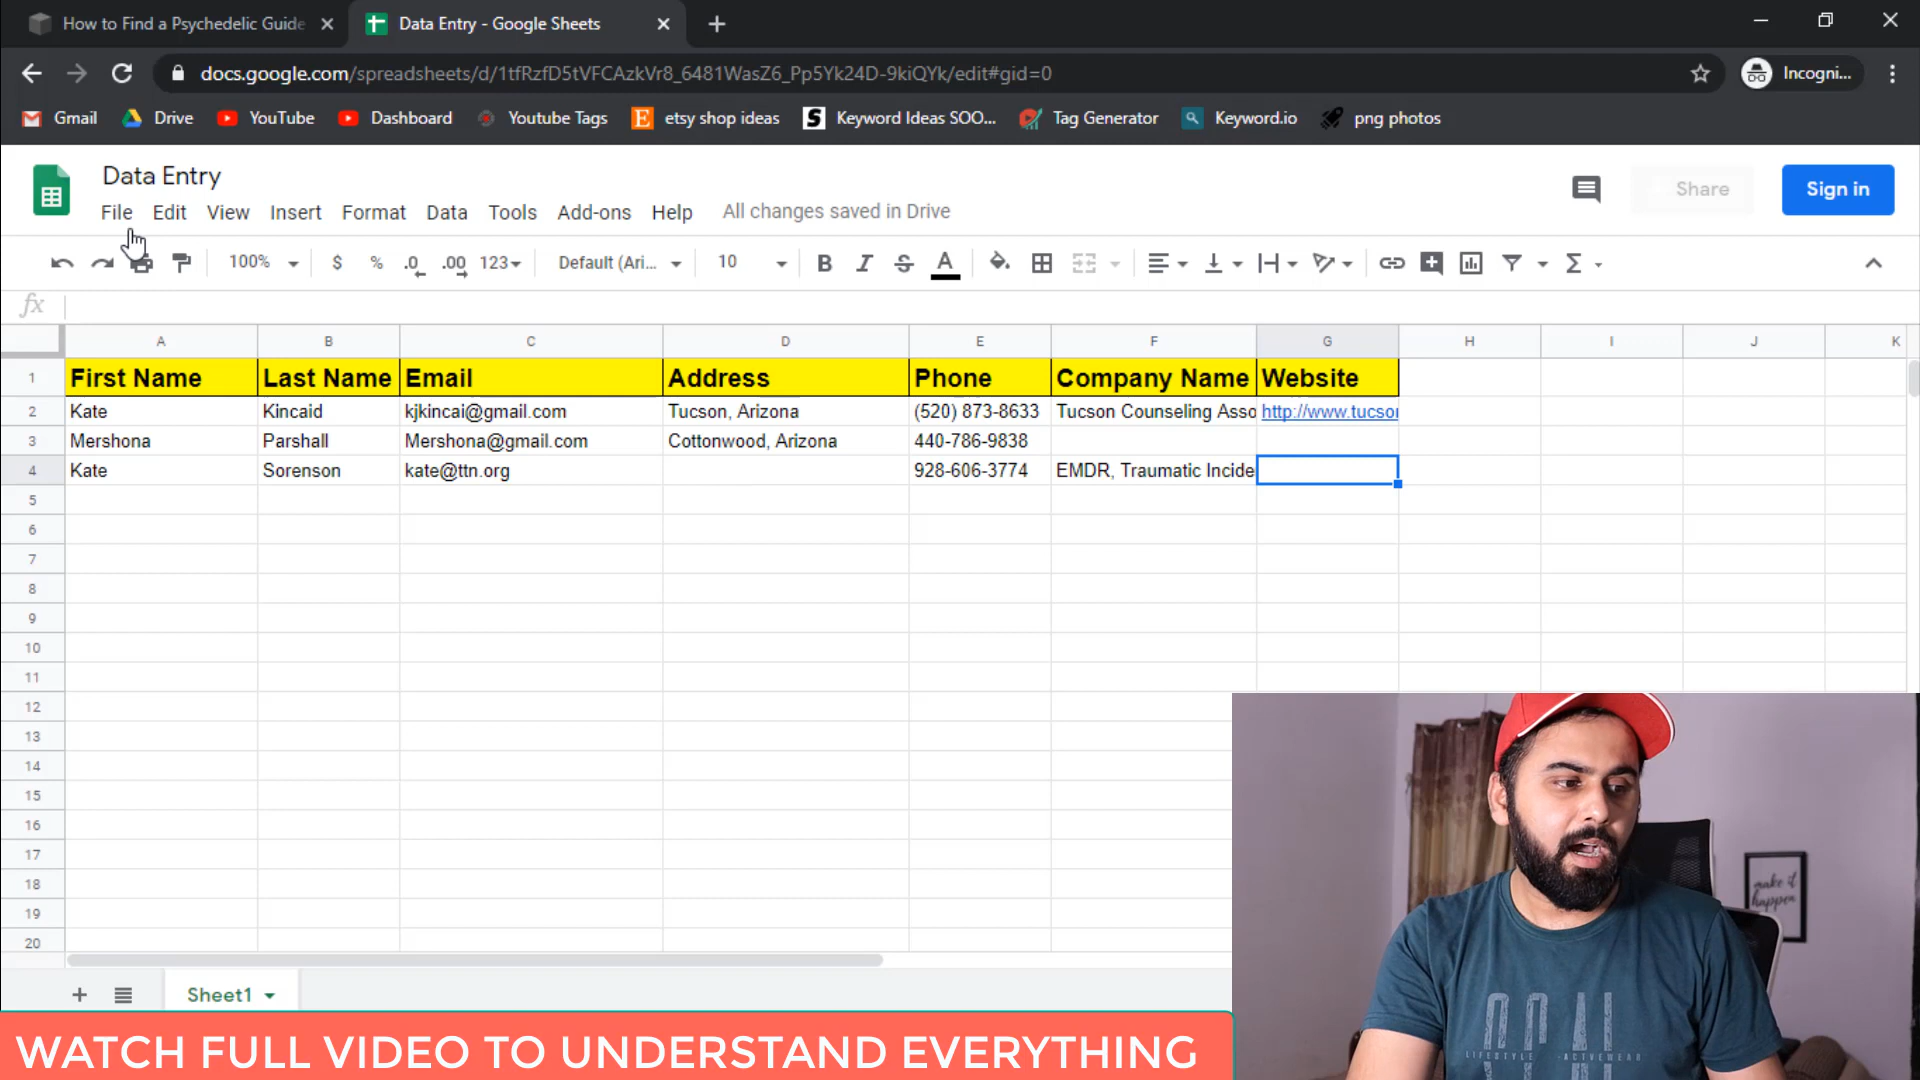 How to Find a Psychedelic Guide
Data Entry - Google Sheets
docs.google.com/spreadsheets/d/1tfRzfD5tVFCAzkVr8_6481WasZ6_Pp5Yk24D-9kiQYk/edit#gid=0
Incogni...
Gmail Drive YouTube Dashboard Youtube Tags etsy shop ideas Keyword Ideas SOO... Tag Generator Keyword.io png photos
Data Entry
Share
Sign in
File Edit View Insert Format Data Tools Add-ons Help All changes saved in Drive
100% $ % .0 .00 123 Default (Ari... 10 B I S A Σ
fx
A B C D E F G H I J K
1 First Name Last Name Email Address Phone Company Name Website
2 Kate Kincaid kjkincai@gmail.com Tucson, Arizona (520) 873-8633 Tucson Counseling Asso http://www.tucson
3 Mershona Parshall Mershona@gmail.com Cottonwood, Arizona 440-786-9838
4 Kate Sorenson kate@ttn.org 928-606-3774 EMDR, Traumatic Incide
5
6
7
8
9
10
11
12
13
14
15
16
17
18
19
20
make it
happen
Sheet1
LIFESTYLE ACTIVEWEAR
WATCH FULL VIDEO TO UNDERSTAND EVERYTHING